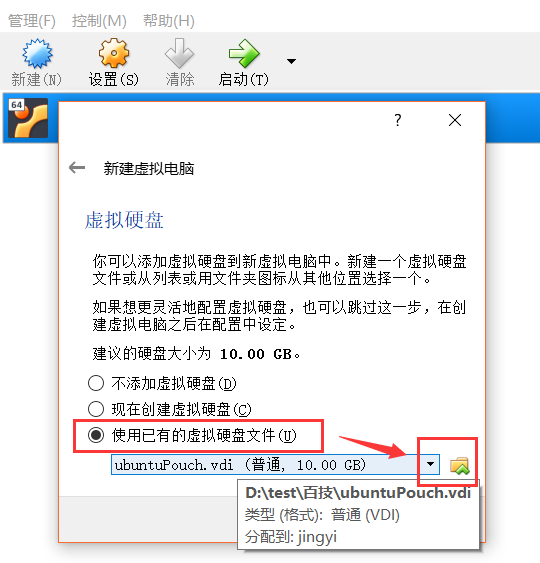 管理(F) 控制(M) 帮助(H)
新建(N) 设置(S) 清除 启动(T)
64
?
新建虚拟电脑
虚拟硬盘
你可以添加虚拟硬盘到新虚拟电脑中。新建一个虚拟硬盘
文件或从列表或用文件夹图标从其他位置选择一个。
如果想更灵活地配置虚拟硬盘，也可以跳过这一步，在创
建虚拟电脑之后在配置中设定。
建议的硬盘大小为 10.00 GB。
不添加虚拟硬盘(D)
现在创建虚拟硬盘(C)
使用已有的虚拟硬盘文件(U)
ubuntuPouch.vdi (普通, 10.00 GB)
D:\test\百技\ubuntuPouch.vdi
类型 (格式): 普通 (VDI)
分配到: jingyi